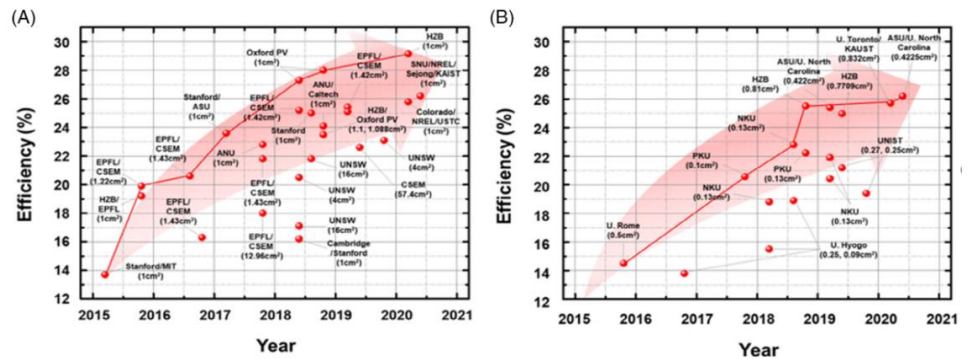 (A)
Efficiency (%)
30
28
26
24
22
20
18
16
14
12
2015 2016 2017 2018 2019 2020 2021
Year
HZB
(1cm²)
Oxford PV
(1cm²)
EPFL/
CSEM
(1.42cm²)
SNU/NREL/
Sejong/KAIST
(1cm²)
ANU/
Caltech
(1cm²)
Stanford/
ASU
(1cm²)
EPFL/
CSEM
(1.42cm²)
HZB/
Oxford PV
(1.1, 1.088cm²)
Colorado/
NREL/USTC
(1cm²)
Stanford
(1cm²)
EPFL/
CSEM
(1.43cm²)
ANU
(1cm²)
EPFL/
CSEM
(1.22cm²)
UNSW
(4cm²)
UNSW
(16cm²)
CSEM
(57.4cm²)
HZB/
EPFL
(1cm²)
EPFL/
CSEM
(1.43cm²)
EPFL/
CSEM
(1.43cm²)
UNSW
(4cm²)
UNSW
(16cm²)
EPFL/CSEM
(12.96cm²)
Cambridge
/Stanford
(1cm²)
Stanford/MIT
(1cm²)
(B)
Efficiency (%)
30
28
26
24
22
20
18
16
14
12
2015 2016 2017 2018 2019 2020 2021
Year
U. Toronto/
KAUST
(0.832cm²)
ASU/U. North
Carolina
(0.4225cm²)
ASU/U. North
Carolina
(0.422cm²)
HZB
(0.81cm²)
HZB
(0.7709cm²)
NKU
(0.13cm²)
UNIST
(0.27, 0.25cm²)
PKU
(0.1cm²)
PKU
(0.13cm²)
NKU
(0.13cm²)
NKU
(0.13cm²)
U. Rome
(0.5cm²)
U. Hyogo
(0.25, 0.09cm²)